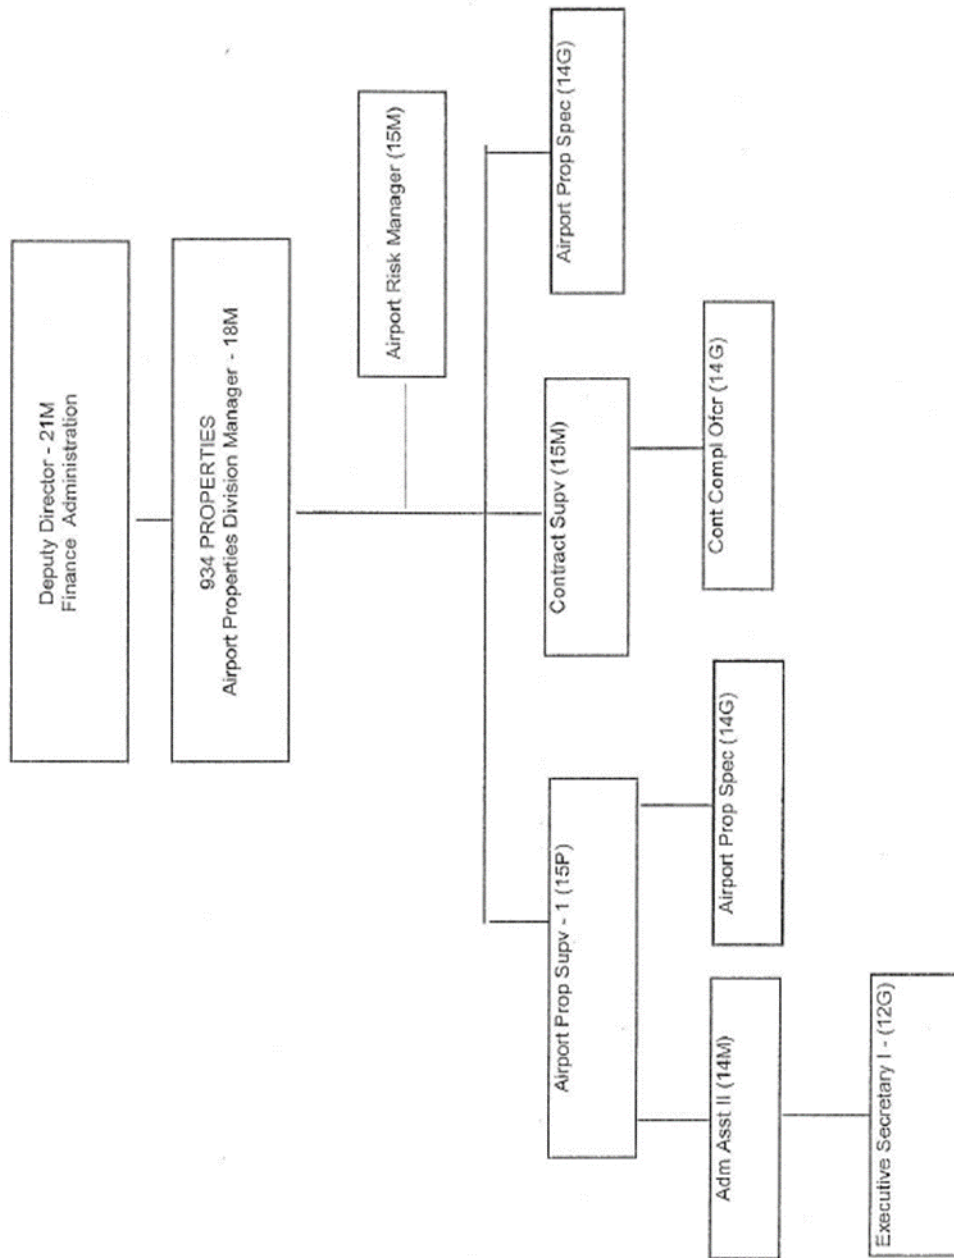 Deputy Director - 21M
Finance Administration
934 PROPERTIES
Airport Properties Division Manager - 18M
Airport Risk Manager (15M)
Airport Prop Supv - 1 (15P)
Contract Supv (15M)
Airport Prop Spec (14G)
Adm Asst II (14M)
Airport Prop Spec (14G)
Cont Compl Ofcr (14G)
Executive Secretary I - (12G)